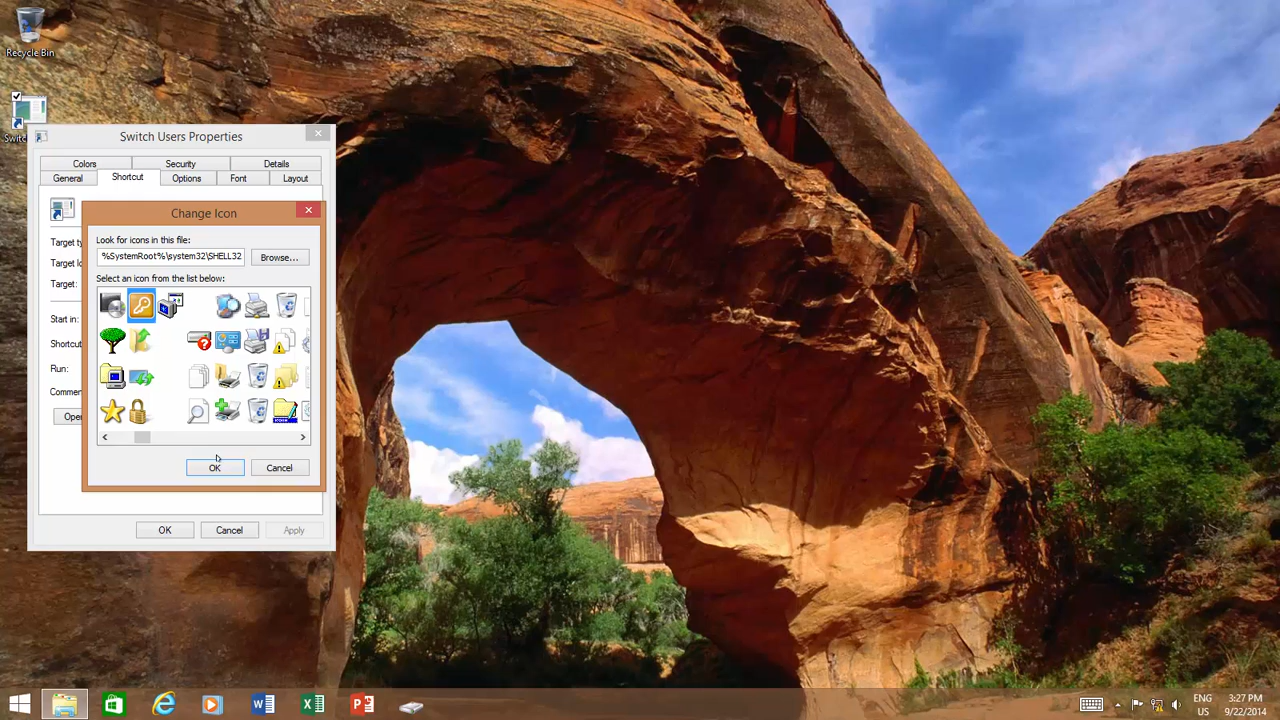 Recycle Bin
Switc
Switch Users Properties
Colors
Security
Details
General
Shortcut
Options
Font
Layout
Target ty
Target lo
Target:
Start in:
Shortcut
Run:
Commen
Open
Change Icon
Look for icons in this file:
%SystemRoot%\system32\SHELL32
Browse...
Select an icon from the list below:
OK
Cancel
OK
Cancel
Apply
ENG
US
3:27 PM
9/22/2014